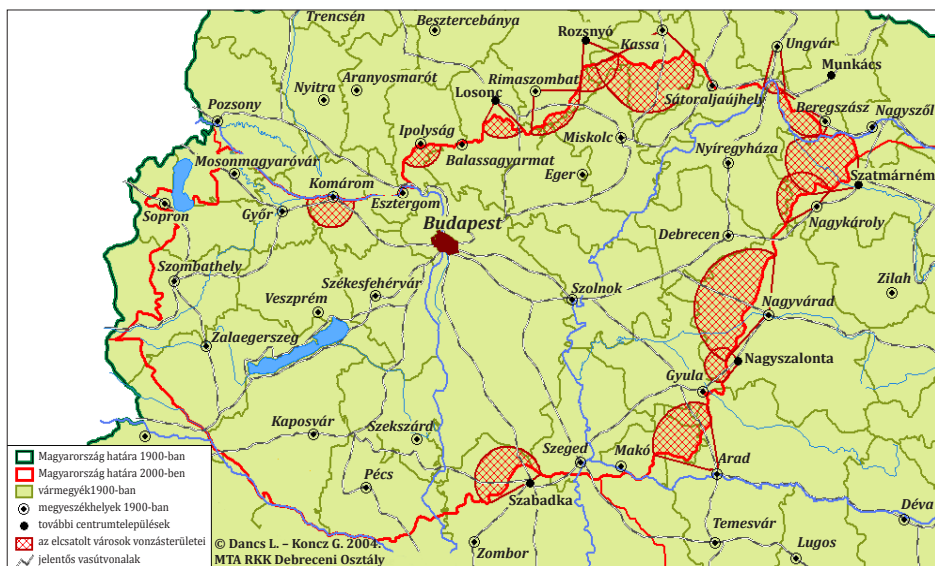 Trencsén
Besztercebánya
Rozsnyó
Kassa
Ungvár
Munkács
Nyitra
Aranyosmarót
Rimaszombat
Losonc
Sátoraljaújhely
Beregszász
Nagyszől
Pozsony
Ipolyság
Miskolc
Balassagyarmat
Nyíregyháza
Mosonmagyaróvár
Komárom
Esztergom
Eger
Szatmárném
Sopron
Győr
Budapest
Debrecen
Nagykároly
Szombathely
Székesfehérvár
Veszprém
Szolnok
Zilah
Nagyvárad
Zalaegerszeg
Nagyszalonta
Gyula
Kaposvár
Szekszárd
Szeged
Makó
Arad
Pécs
Szabadka
Déva
Temesvár
Zombor
Lugos
Magyarország határa 1900-ban
Magyarország határa 2000-ben
vármegyék1900-ban
megyeszékhelyek 1900-ban
további centrumtelepülések
az elcsatolt városok vonzásterületei
jelentős vasútvonalak
© Dancs L. – Koncz G. 2004.
MTA RKK Debreceni Osztály